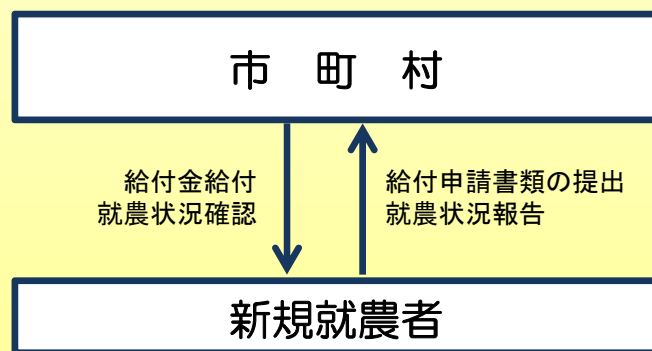 市　町　村
給付金給付
就農状況確認
給付申請書類の提出
就農状況報告
新規就農者